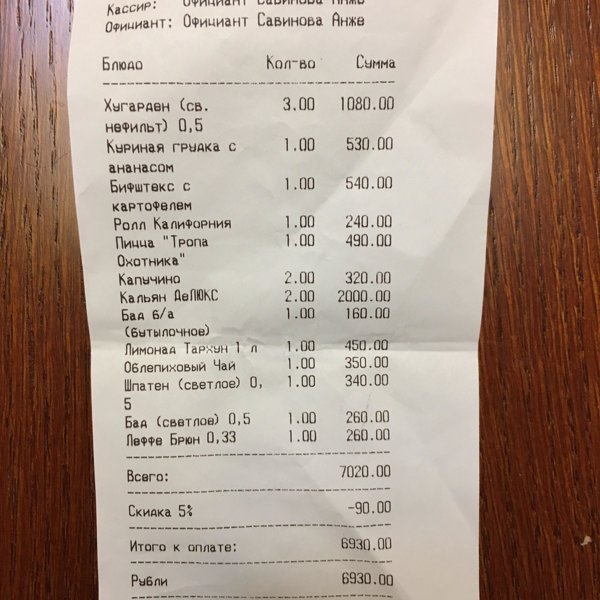 Кассир: Официант Савинова Анже
Официант: Официант Савинова Анже
Блюдо Кол-во Сумма
Хугарден (св. 3.00 1080.00
нефильт) 0,5
Куриная грудка с 1.00 530.00
ананасом
Бифштекс с 1.00 540.00
картофелем
Ролл Калифорния 1.00 240.00
Пицца "Тропа 1.00 490.00
Охотника"
Капучино 2.00 320.00
Кальян ДеЛЮКС 2.00 2000.00
Бад б/а 1.00 160.00
(бутылочное)
Лимонад Тархун 1 л 1.00 450.00
Облепиховый Чай 1.00 350.00
Шпатен (светлое) 0, 1.00 340.00
5
Бад (светлое) 0,5 1.00 260.00
Леффе Брюн 0,33 1.00 260.00
Всего: 7020.00
Скидка 5% -90.00
Итого к оплате: 6930.00
Рубли 6930.00